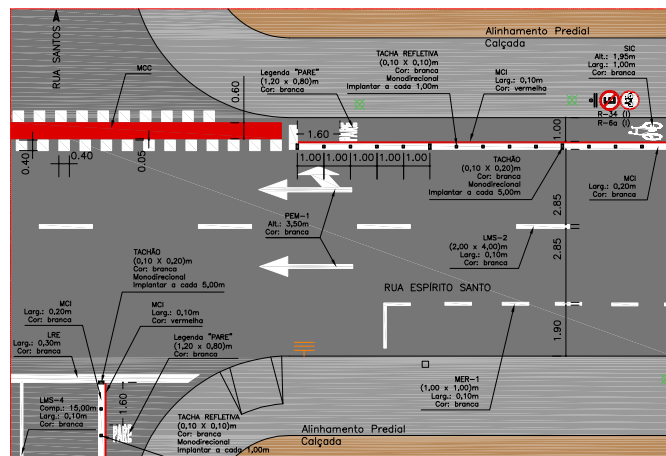 Alinhamento Predial
Calçada
RUA SANTOS
MCC
Legenda "PARE"
(1,20 x 0,80)m
Cor: branca
TACHA REFLETIVA
(0,10 X 0,10)m
Cor: branca
Monodirecional
Implantar a cada 1,00m
MCI
Larg.: 0,10m
Cor: vermelha
SIC
Alt.: 1,95m
Larg.: 1,00m
Cor: branca
R-34 (I)
R-6a (I)
0.60
1.60
PARE
1.00
1.00 1.00 1.00 1.00 1.00
0.40
0.40
0.05
TACHÃO
(0,10 X 0,20)m
Cor: branca
Monodirecional
Implantar a cada 5,00m
MCI
Larg.: 0,20m
Cor: branca
2.85
PEM-1
Alt.: 3,50m
Cor: branca
LMS-2
(2,00 x 4,00)m
Larg.: 0,10m
Cor: branca
2.85
TACHÃO
(0,10 X 0,20)m
Cor: branca
Monodirecional
Implantar a cada 5,00m
RUA ESPÍRITO SANTO
MCI
Larg.: 0,20m
Cor: branca
MCI
Larg.: 0,10m
Cor: vermelha
1.90
LRE
Larg.: 0,30m
Cor: branca
Legenda "PARE"
(1,20 x 0,80)m
Cor: branca
MER-1
(1,00 x 1,00)m
Larg.: 0,10m
Cor: branca
LMS-4
Comp.: 15,00m
Larg.: 0,10m
Cor: branca
1.60
PARE
TACHA REFLETIVA
(0,10 X 0,10)m
Cor: branca
Monodirecional
Implantar a cada 1,00m
Alinhamento Predial
Calçada